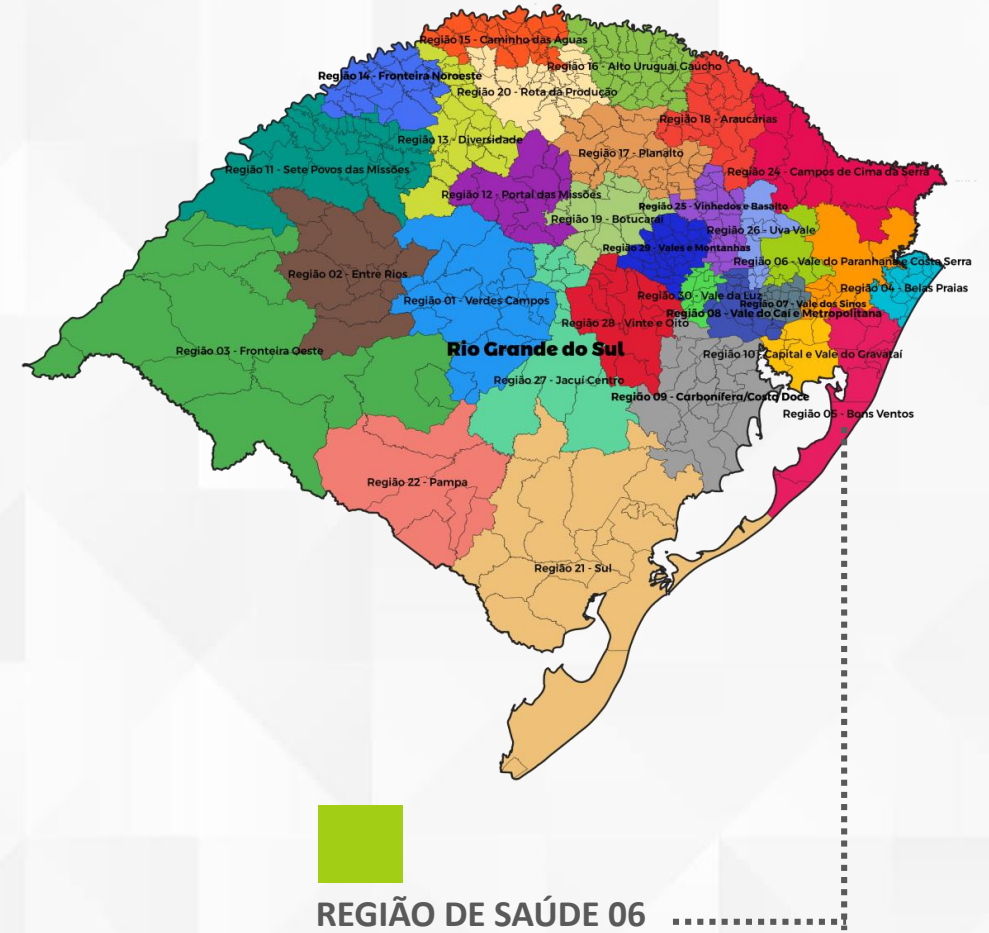 Região 15 - Caminho das Águas
Região 16 - Alto Uruguai Gaúcho
Região 14 - Fronteira Noroeste
Região 20 - Rota da Produção
Região 18 - Araucárias
Região 13 - Diversidade
Região 17 - Planalto
Região 11 - Sete Povos das Missões
Região 24 - Campos de Cima da Serra
Região 12 - Portal das Missões
Região 25 - Vinhedos e Basalto
Região 19 - Botucaraí
Região 26 - Uva Vale
Região 29 - Vales e Montanhas
Região 06 - Vale do Paranhana e Costa Serra
Região 02 - Entre Rios
Região 04 - Belas Praias
Região 30 - Vale da Luz
Região 01 - Verdes Campos
Região 07 - Vale dos Sinos
Região 08 - Vale do Caí e Metropolitana
Região 28 - Vinte e Oito
Rio Grande do Sul
Região 03 - Fronteira Oeste
Região 10 - Capital e Vale do Gravataí
Região 27 - Jacuí Centro
Região 09 - Carbonífera/Costa Doce
Região 05 - Bons Ventos
Região 22 - Pampa
Região 21 - Sul
REGIÃO DE SAÚDE 06